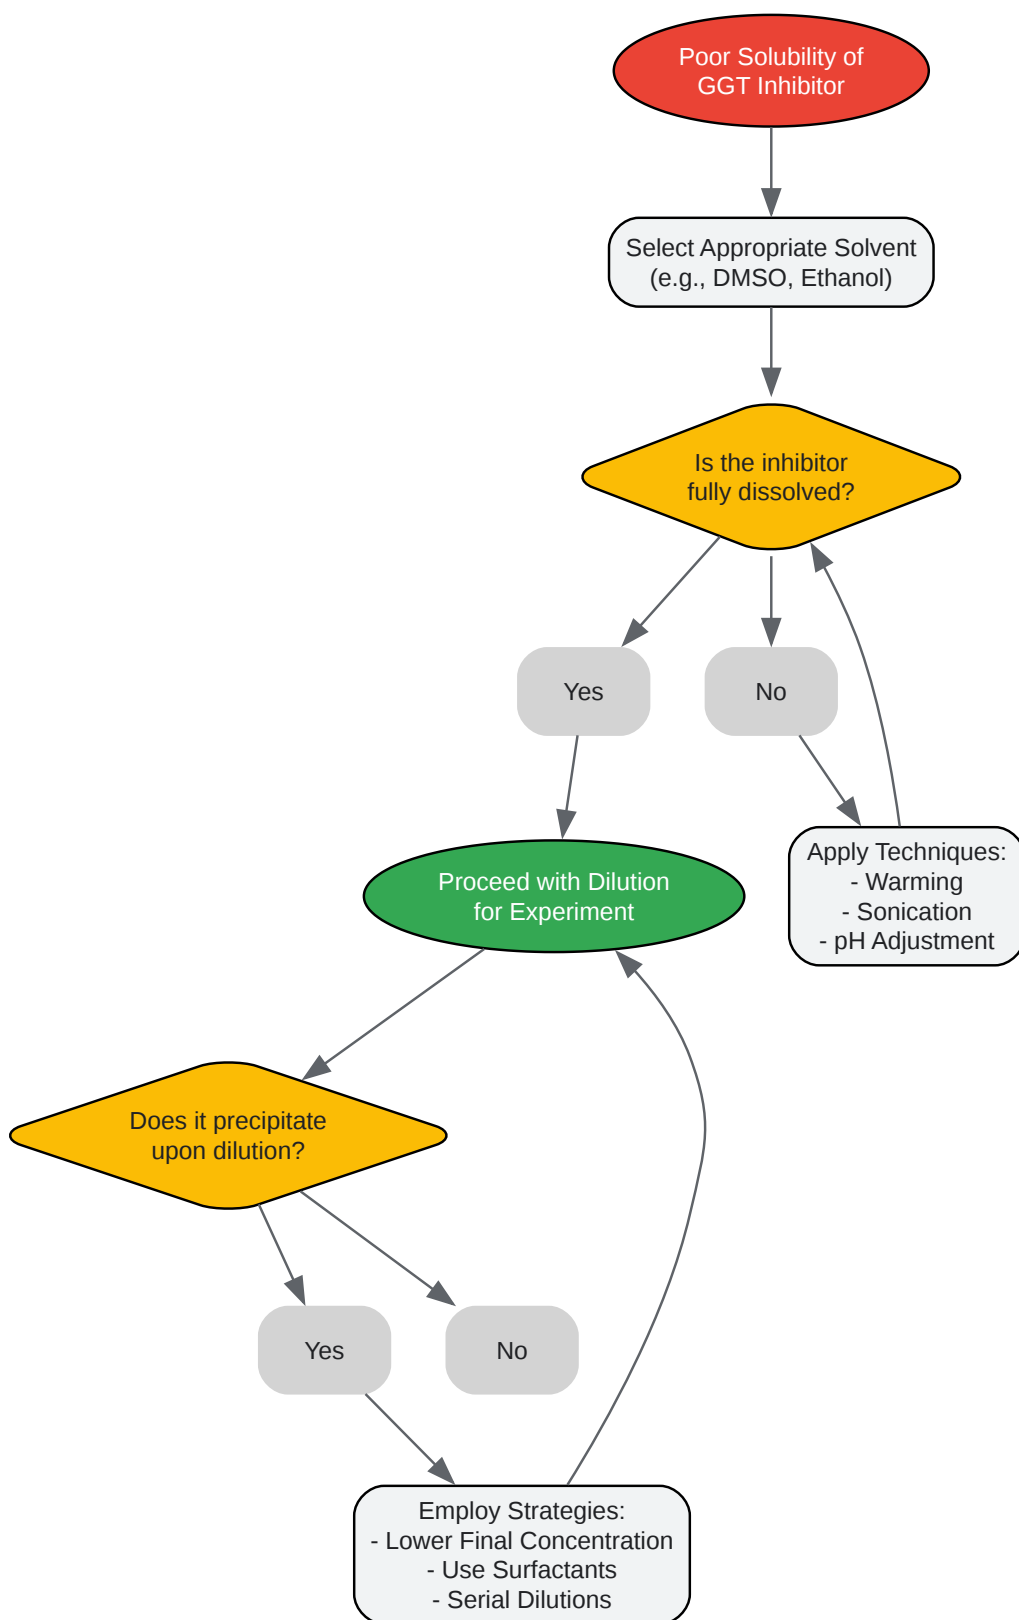 Poor Solubility of
GGT Inhibitor
Select Appropriate Solvent
(e.g., DMSO, Ethanol)
Is the inhibitor
fully dissolved?
Yes
No
Apply Techniques:
- Warming
- Sonication
- pH Adjustment
Proceed with Dilution
for Experiment
Does it precipitate
upon dilution?
Yes
No
Employ Strategies:
- Lower Final Concentration
- Use Surfactants
- Serial Dilutions